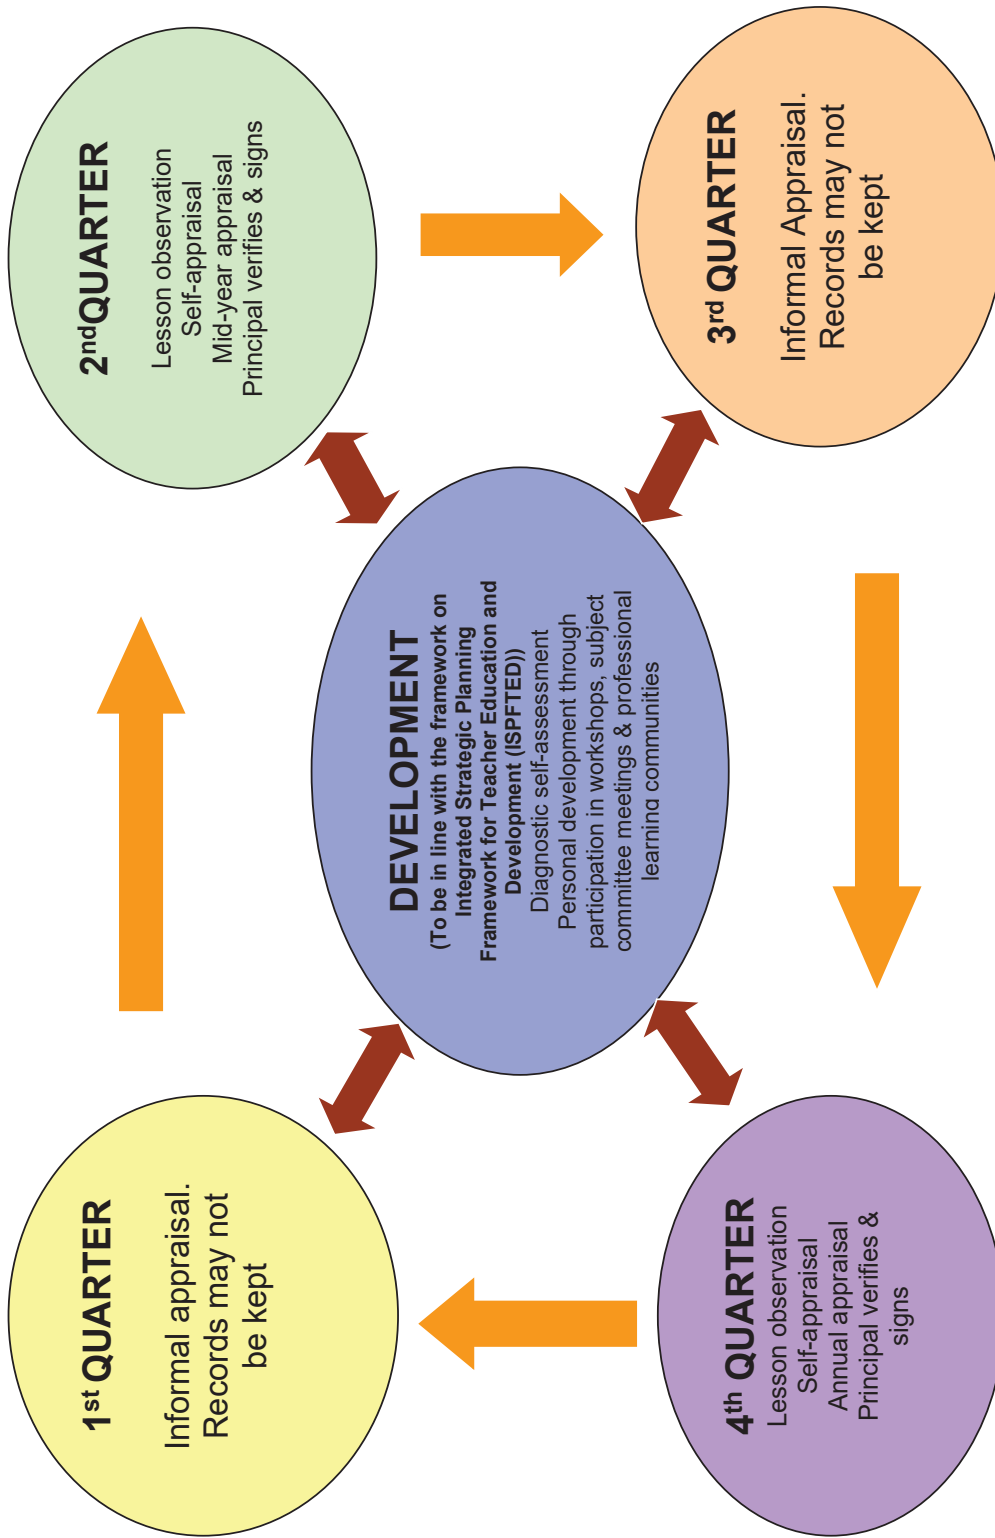 1st QUARTER
Informal appraisal.
Records may not
be kept
2ndQUARTER
Lesson observation
Self-appraisal
Mid-year appraisal
Principal verifies & signs
DEVELOPMENT
(To be in line with the framework on
Integrated Strategic Planning
Framework for Teacher Education and
Development (ISPFTED))
Diagnostic self-assessment
Personal development through
participation in workshops, subject
committee meetings & professional
learning communities
4th QUARTER
Lesson observation
Self-appraisal
Annual appraisal
Principal verifies &
signs
3rd QUARTER
Informal Appraisal.
Records may not
be kept